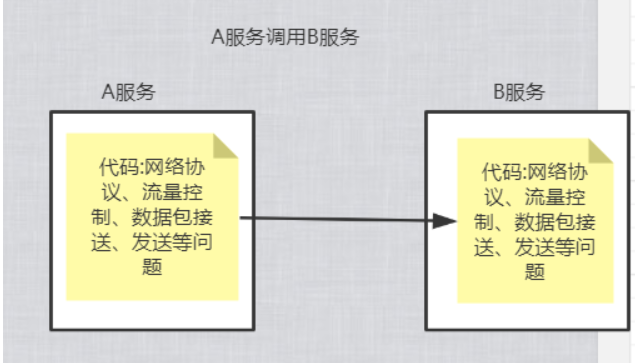 A服务调用B服务
A服务
B服务
代码:网络协
议、流量控
制、数据包接
送、发送等问
题
代码:网络协
议、流量控
制、数据包接
送、发送等问
题